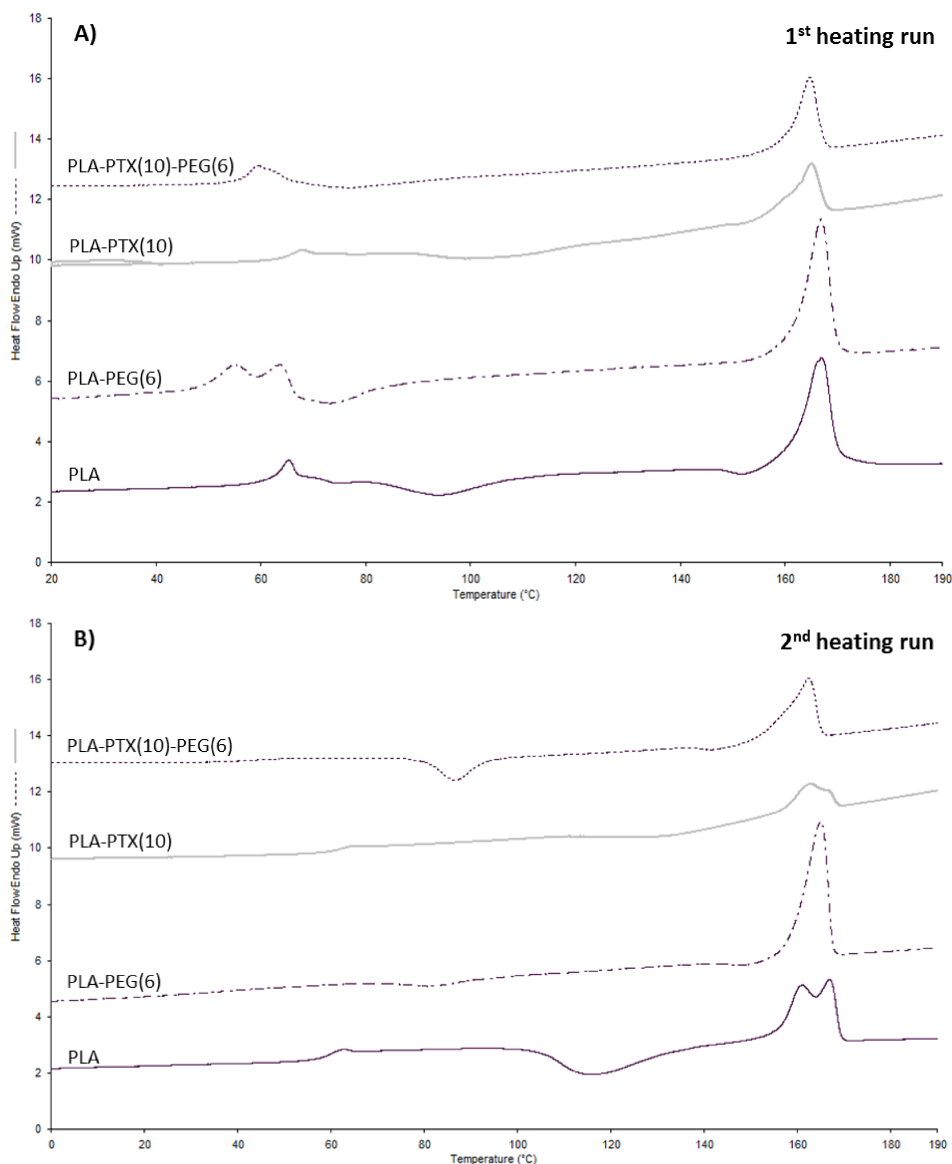 A)
1st heating run
18
16
14
12
10
8
6
4
2
0
Heat Flow Endo Up (mW)
PLA-PTX(10)-PEG(6)
PLA-PTX(10)
PLA-PEG(6)
PLA
20 40 60 80 100 120 140 160 180 190
Temperature (°C)
B)
2nd heating run
18
16
14
12
10
8
6
4
2
0
Heat Flow Endo Up (mW)
PLA-PTX(10)-PEG(6)
PLA-PTX(10)
PLA-PEG(6)
PLA
0 20 40 60 80 100 120 140 160 180 190
Temperature (°C)